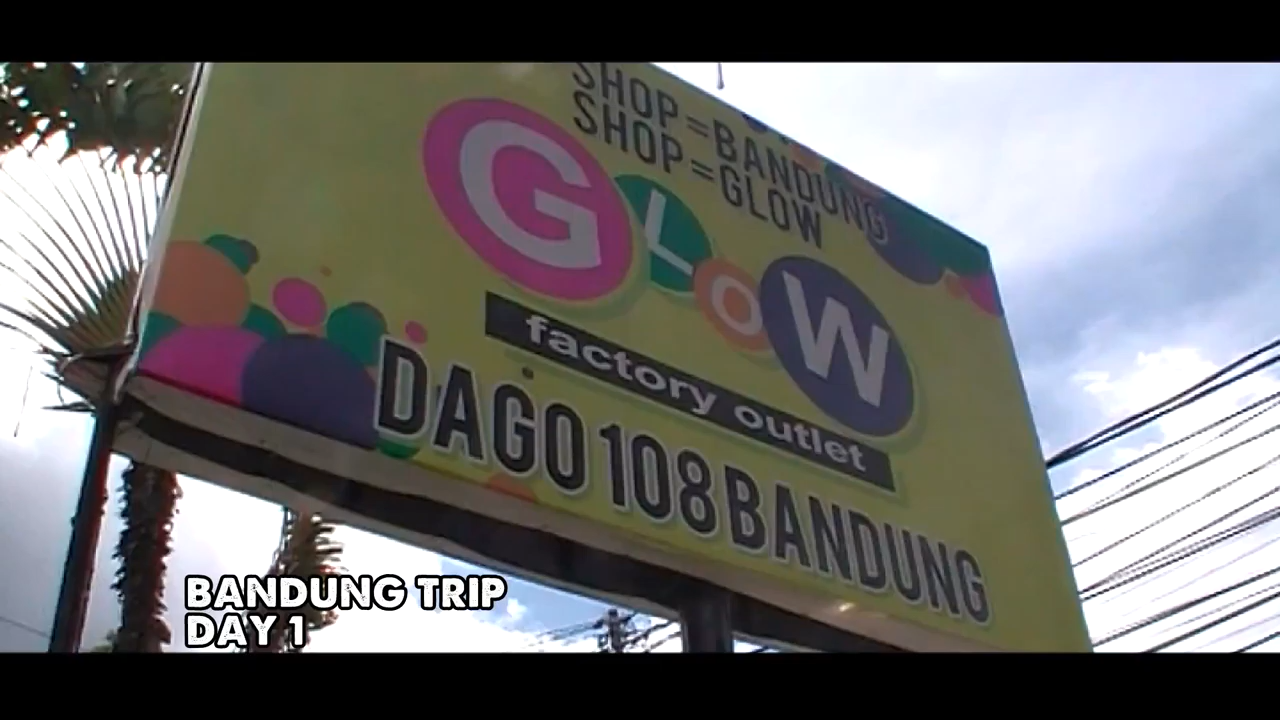 SHOP=BANDUNG
SHOP=GLOW
GLOW
factory outlet
DAGO 108 BANDUNG
BANDUNG TRIP
DAY 1